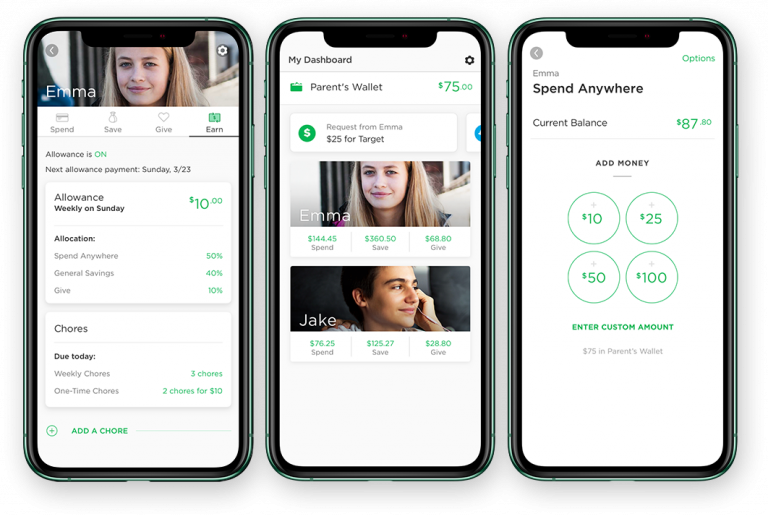 Emma
Spend
Save
Give
Earn
Allowance is ON
Next allowance payment: Sunday, 3/23
Allowance
$10.00
Weekly on Sunday
Allocation:
Spend Anywhere 50%
General Savings 40%
Give 10%
Chores
Due today:
Weekly Chores 3 chores
One-Time Chores 2 chores for $10
ADD A CHORE
My Dashboard
Parent's Wallet $75.00
$
Request from Emma
$25 for Target
Emma
$144.45 $360.50 $68.80
Spend Save Give
Jake
$76.25 $125.27 $28.80
Spend Save Give
Options
Emma
Spend Anywhere
Current Balance $87.80
ADD MONEY
+ +
$10 $25
+ +
$50 $100
ENTER CUSTOM AMOUNT
$75 in Parent's Wallet